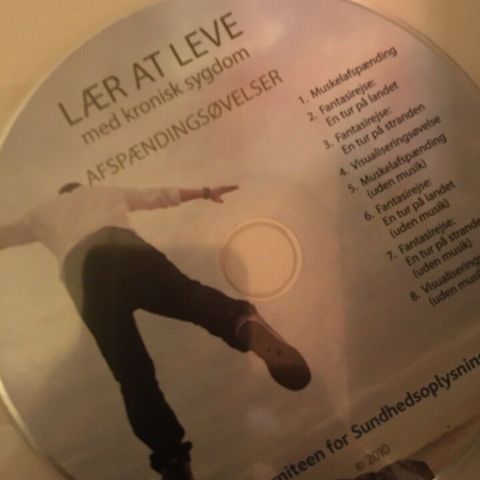 LÆR AT LEVE
med kronisk sygdom
AFSPÆNDINGSØVELSER
1. Muskelafspænding
2. Fantasirejse:
En tur på landet
3. Fantasirejse:
En tur på stranden
4. Visualiseringsøvelse
5. Muskelafspænding
(uden musik)
6. Fantasirejse:
En tur på landet
(uden musik)
7. Fantasirejse:
En tur på strande
(uden musik)
8. Visualisering
(uden musi
miteen for Sundhedsoplysnin
© 2010